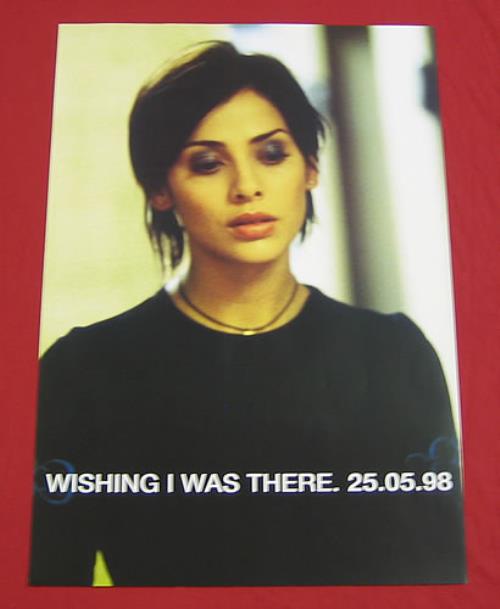 WISHING I WAS THERE. 25.05.98